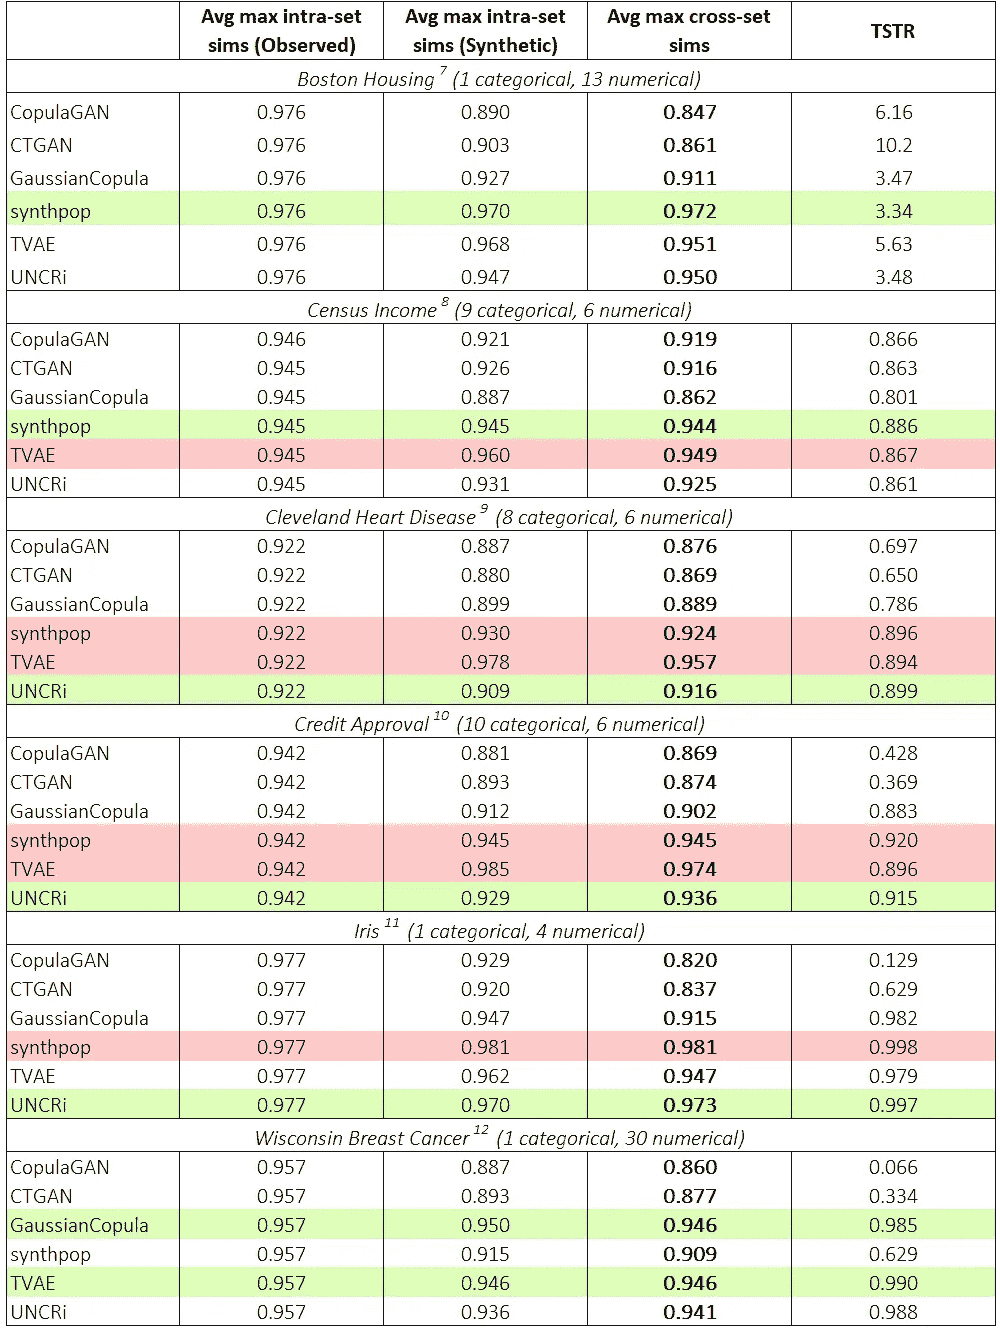 Avg max intra-set sims (Observed) Avg max intra-set sims (Synthetic) Avg max cross-set sims TSTR
Boston Housing 7 (1 categorical, 13 numerical)
CopulaGAN 0.976 0.890 0.847 6.16
CTGAN 0.976 0.903 0.861 10.2
GaussianCopula 0.976 0.927 0.911 3.47
synthpop 0.976 0.970 0.972 3.34
TVAE 0.976 0.968 0.951 5.63
UNCRi 0.976 0.947 0.950 3.48
Census Income 8 (9 categorical, 6 numerical)
CopulaGAN 0.946 0.921 0.919 0.866
CTGAN 0.945 0.926 0.916 0.863
GaussianCopula 0.945 0.887 0.862 0.801
synthpop 0.945 0.945 0.944 0.886
TVAE 0.945 0.960 0.949 0.867
UNCRi 0.945 0.931 0.925 0.861
Cleveland Heart Disease 9 (8 categorical, 6 numerical)
CopulaGAN 0.922 0.887 0.876 0.697
CTGAN 0.922 0.880 0.869 0.650
GaussianCopula 0.922 0.899 0.889 0.786
synthpop 0.922 0.930 0.924 0.896
TVAE 0.922 0.978 0.957 0.894
UNCRi 0.922 0.909 0.916 0.899
Credit Approval 10 (10 categorical, 6 numerical)
CopulaGAN 0.942 0.881 0.869 0.428
CTGAN 0.942 0.893 0.874 0.369
GaussianCopula 0.942 0.912 0.902 0.883
synthpop 0.942 0.945 0.945 0.920
TVAE 0.942 0.985 0.974 0.896
UNCRi 0.942 0.929 0.936 0.915
Iris 11 (1 categorical, 4 numerical)
CopulaGAN 0.977 0.929 0.820 0.129
CTGAN 0.977 0.920 0.837 0.629
GaussianCopula 0.977 0.947 0.915 0.982
synthpop 0.977 0.981 0.981 0.998
TVAE 0.977 0.962 0.947 0.979
UNCRi 0.977 0.970 0.973 0.997
Wisconsin Breast Cancer 12 (1 categorical, 30 numerical)
CopulaGAN 0.957 0.887 0.860 0.066
CTGAN 0.957 0.893 0.877 0.334
GaussianCopula 0.957 0.950 0.946 0.985
synthpop 0.957 0.915 0.909 0.629
TVAE 0.957 0.946 0.946 0.990
UNCRi 0.957 0.936 0.941 0.988